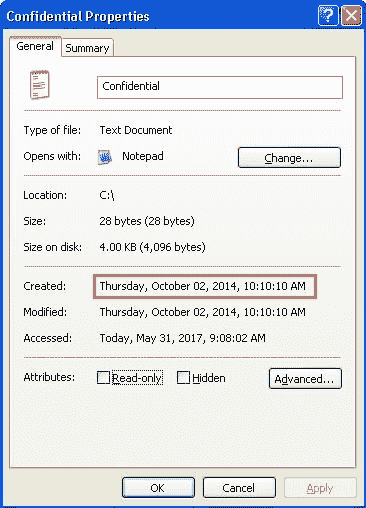 Confidential Properties
General Summary
Confidential
Type of file: Text Document
Opens with: Notepad Change...
Location: C:\
Size: 28 bytes (28 bytes)
Size on disk: 4.00 KB (4,096 bytes)
Created: Thursday, October 02, 2014, 10:10:10 AM
Modified: Thursday, October 02, 2014, 10:10:10 AM
Accessed: Today, May 31, 2017, 9:08:02 AM
Attributes: Read-only Hidden Advanced...
OK Cancel Apply